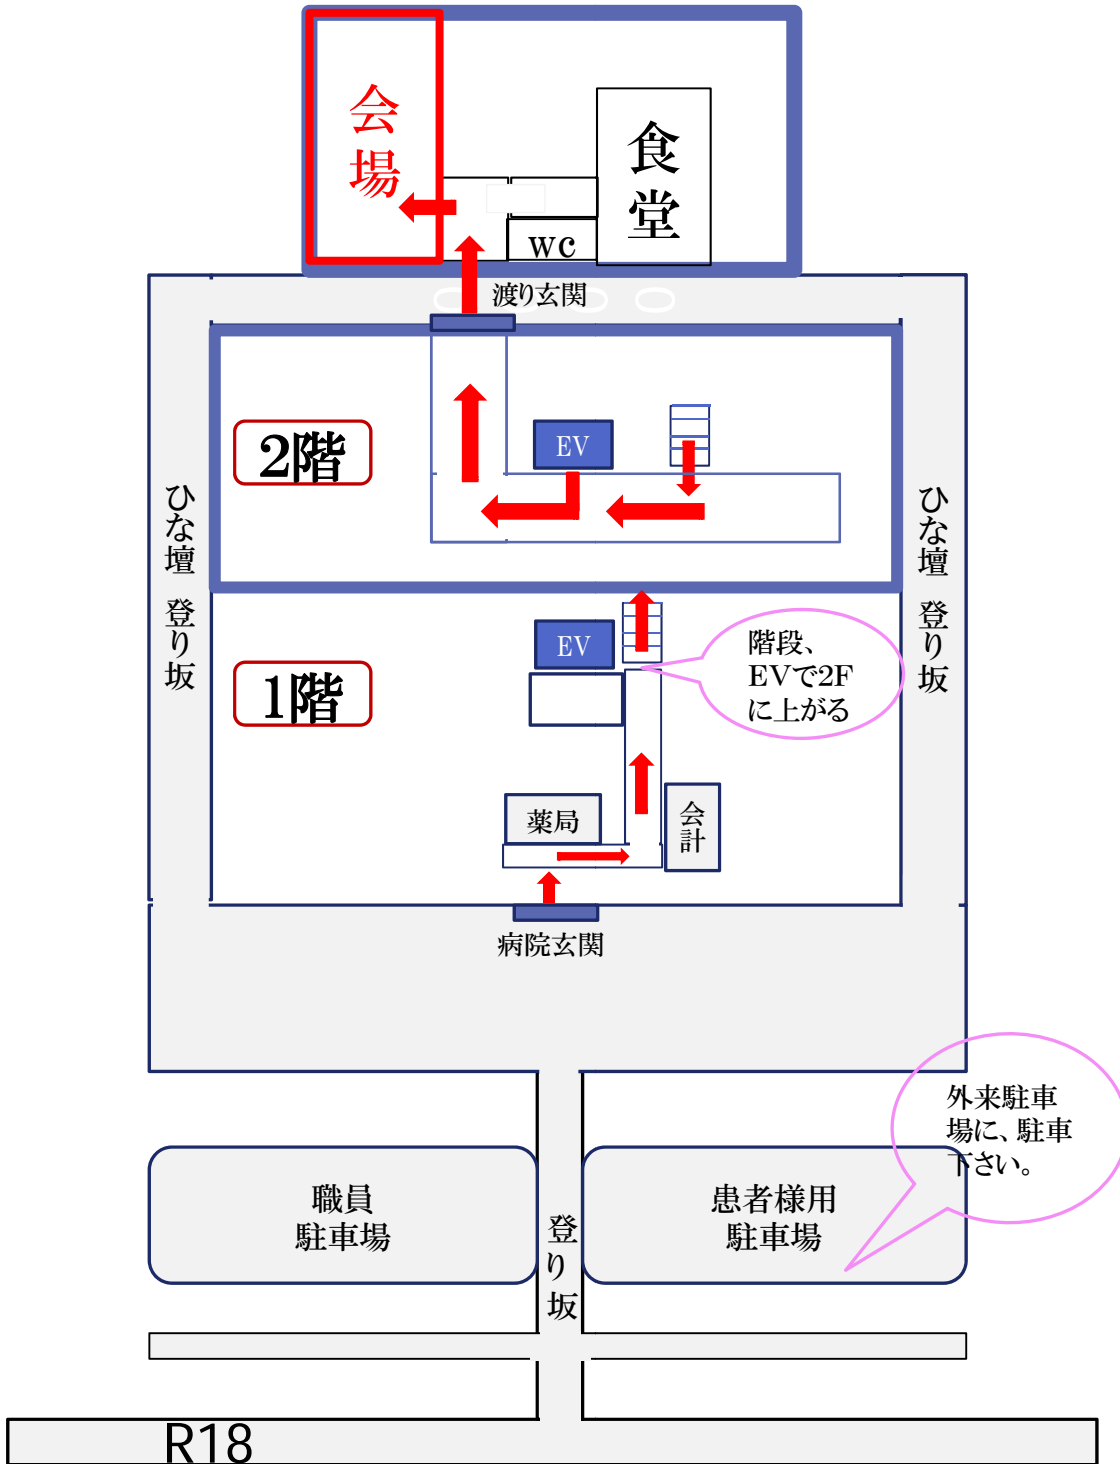 会場
食堂
wc
渡り玄関
2階
EV
ひな壇 登り坂
ひな壇 登り坂
EV
階段、
EVで2F
に上がる
1階
薬局
会計
病院玄関
外来駐車
場に、駐車
下さい。
職員
駐車場
患者様用
駐車場
登り坂
R18